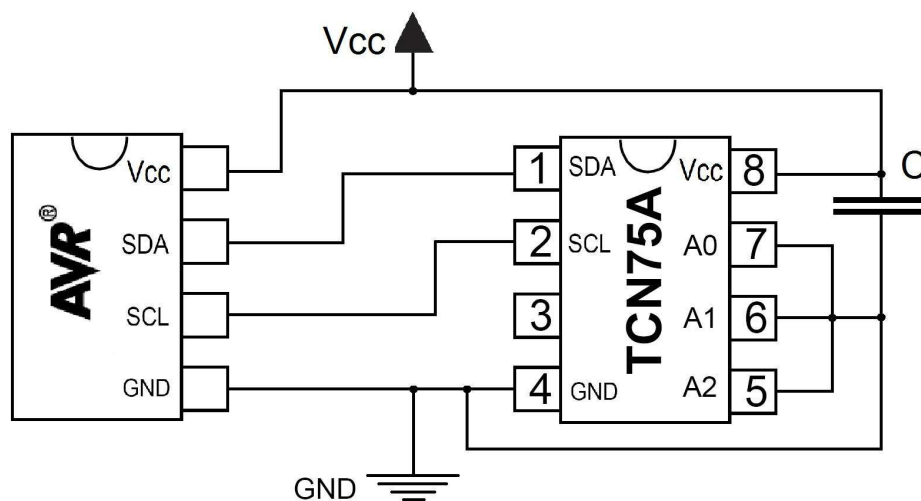 Vcc
AVR®
Vcc
SDA
SCL
GND
1
2
3
4
SDA
SCL
GND
TCN75A
Vcc
A0
A1
A2
8
7
6
5
C
GND